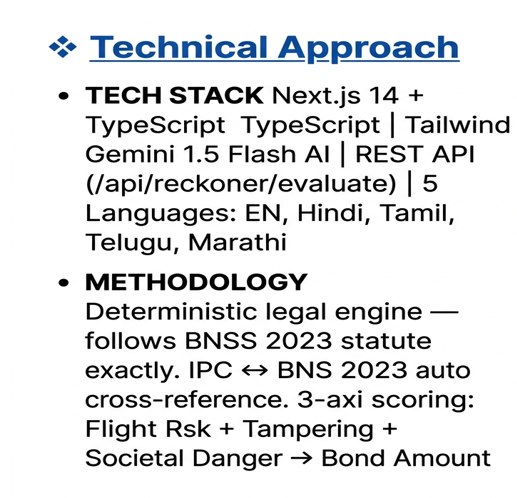 ❖ Technical Approach
• TECH STACK Next.js 14 +
TypeScript TypeScript | Tailwind
Gemini 1.5 Flash AI | REST API
(/api/reckoner/evaluate) | 5
Languages: EN, Hindi, Tamil,
Telugu, Marathi
• METHODOLOGY
Deterministic legal engine —
follows BNSS 2023 statute
exactly. IPC ↔ BNS 2023 auto
cross-reference. 3-axi scoring:
Flight Rsk + Tampering +
Societal Danger → Bond Amount